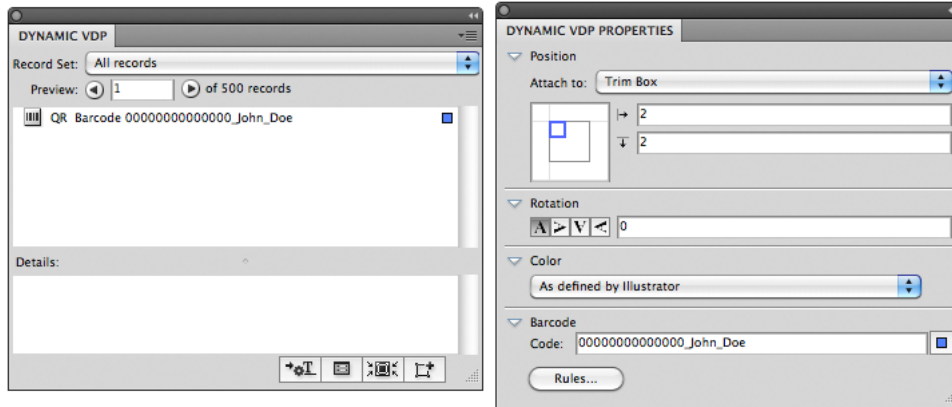 DYNAMIC VDP
Record Set: All records
Preview: 1 of 500 records
QR Barcode 00000000000000_John_Doe
Details:
T
DYNAMIC VDP PROPERTIES
Position
Attach to: Trim Box
2
2
Rotation
A A V A 0
Color
As defined by Illustrator
Barcode
Code: 00000000000000_John_Doe
Rules...